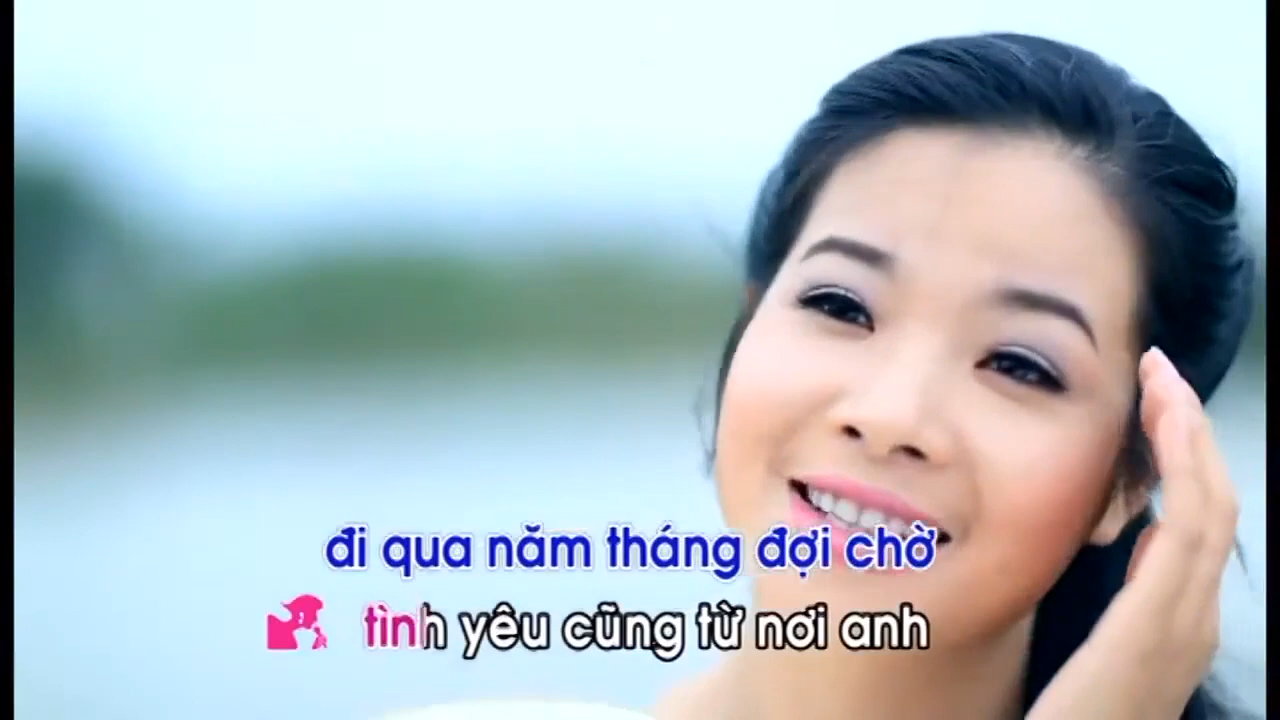 đi qua năm tháng đợi chờ
tình yêu cũng từ nơi anh